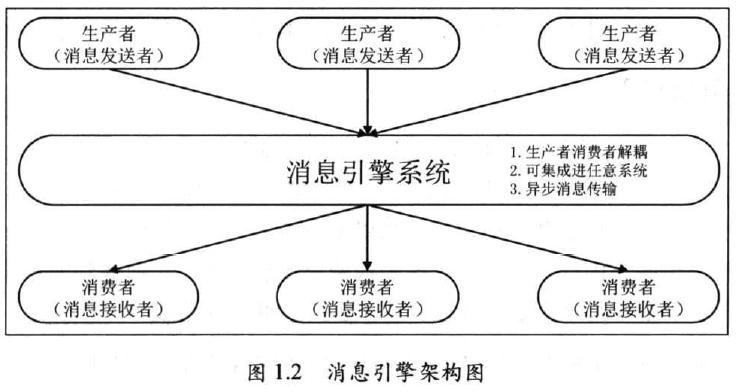 生产者
（消息发送者）
生产者
（消息发送者）
生产者
（消息发送者）
消息引擎系统
1. 生产者消费者解耦
2. 可集成进任意系统
3. 异步消息传输
消费者
（消息接收者）
消费者
（消息接收者）
消费者
（消息接收者）
图 1.2 消息引擎架构图